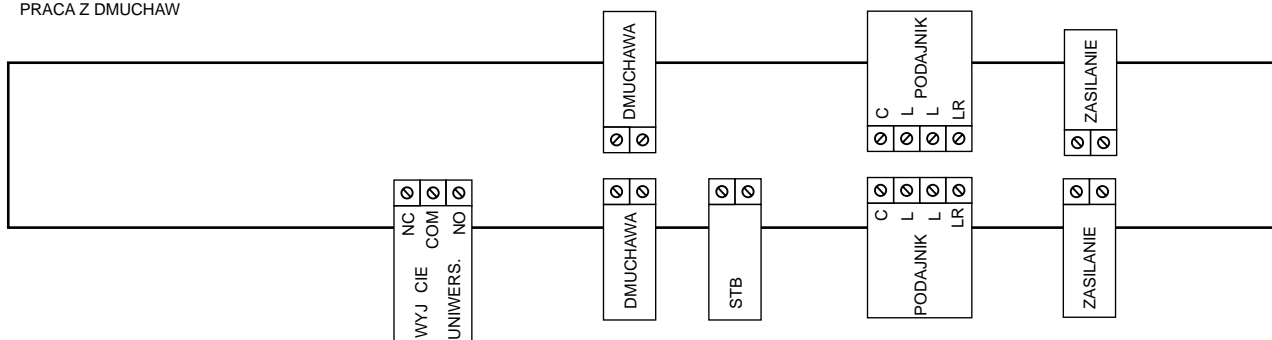 PRACA Z DMUCHAW
DMUCHAWA
PODAJNIK
C L L LR
ZASILANIE
NC COM NO
WYJ CIE
UNIWERS.
DMUCHAWA
STB
C L L LR
PODAJNIK
ZASILANIE